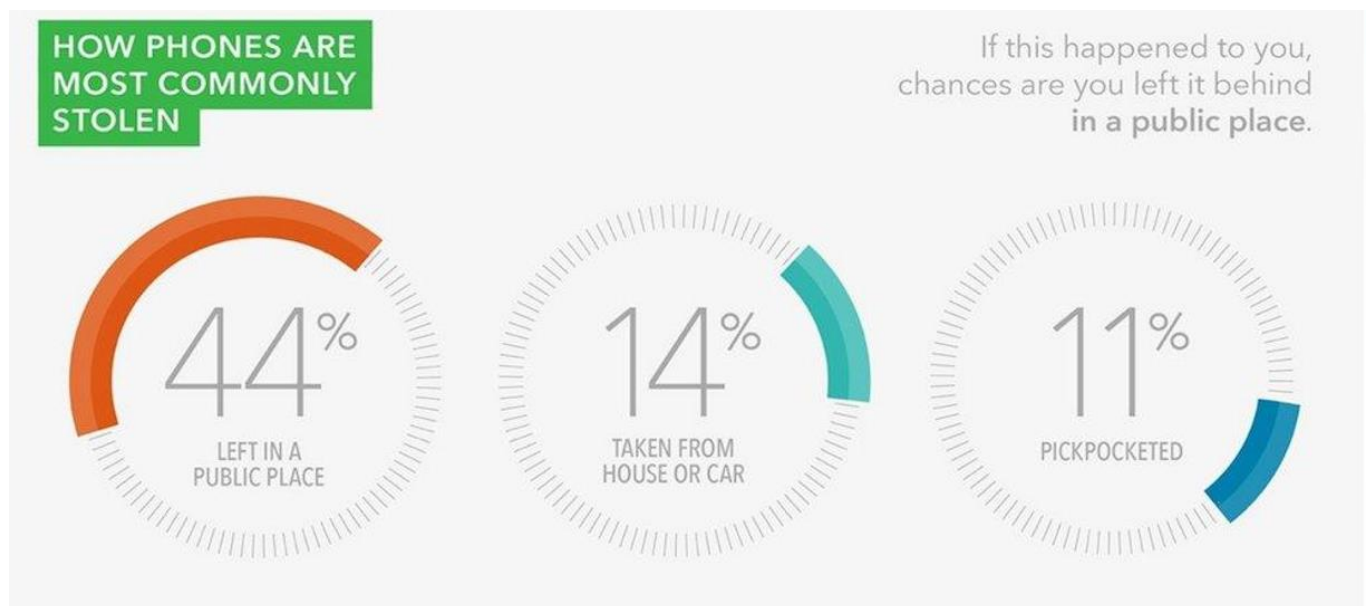 HOW PHONES ARE
MOST COMMONLY
STOLEN
If this happened to you,
chances are you left it behind
in a public place.
44%
LEFT IN A
PUBLIC PLACE
14%
TAKEN FROM
HOUSE OR CAR
11%
PICKPOCKETED